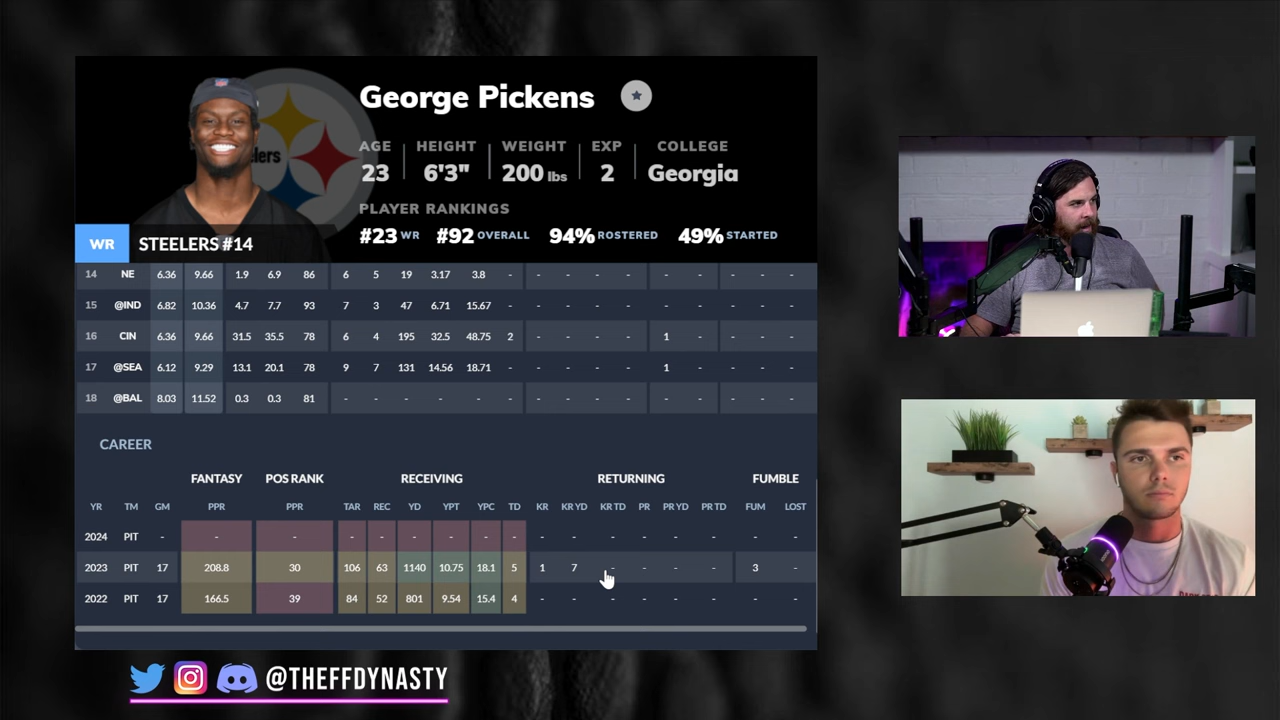 George Pickens
AGE HEIGHT WEIGHT EXP COLLEGE
23 6'3" 200 lbs 2 Georgia
PLAYER RANKINGS
#23 WR #92 OVERALL 94% ROSTERED 49% STARTED
WR STEELERS #14
14 NE 6.36 9.66 1.9 6.9 86 6 5 19 3.17 3.8 - - - - - - - - - -
15 @IND 6.82 10.36 4.7 7.7 93 7 3 47 6.71 15.67 - - - - - - - - - -
16 CIN 6.36 9.66 31.5 35.5 78 6 4 195 32.5 48.75 2 - - - - 1 - - - -
17 @SEA 6.12 9.29 13.1 20.1 78 9 7 131 14.56 18.71 - - - - - 1 - - - -
18 @BAL 8.03 11.52 0.3 0.3 81 - - - - - - - - - - - - - - -
CAREER
FANTASY POS RANK RECEIVING RETURNING FUMBLE
YR TM GM PPR PPR TAR REC YD YPT YPC TD KR KR YD KR TD PR PR YD PR TD FUM LOST
2024 PIT - - - - - - - - - - - - - - - - -
2023 PIT 17 208.8 30 106 63 1140 10.75 18.1 5 1 7 - - - - 3 -
2022 PIT 17 166.5 39 84 52 801 9.54 15.4 4 - - - - - - - -
@THEFFDYNASTY